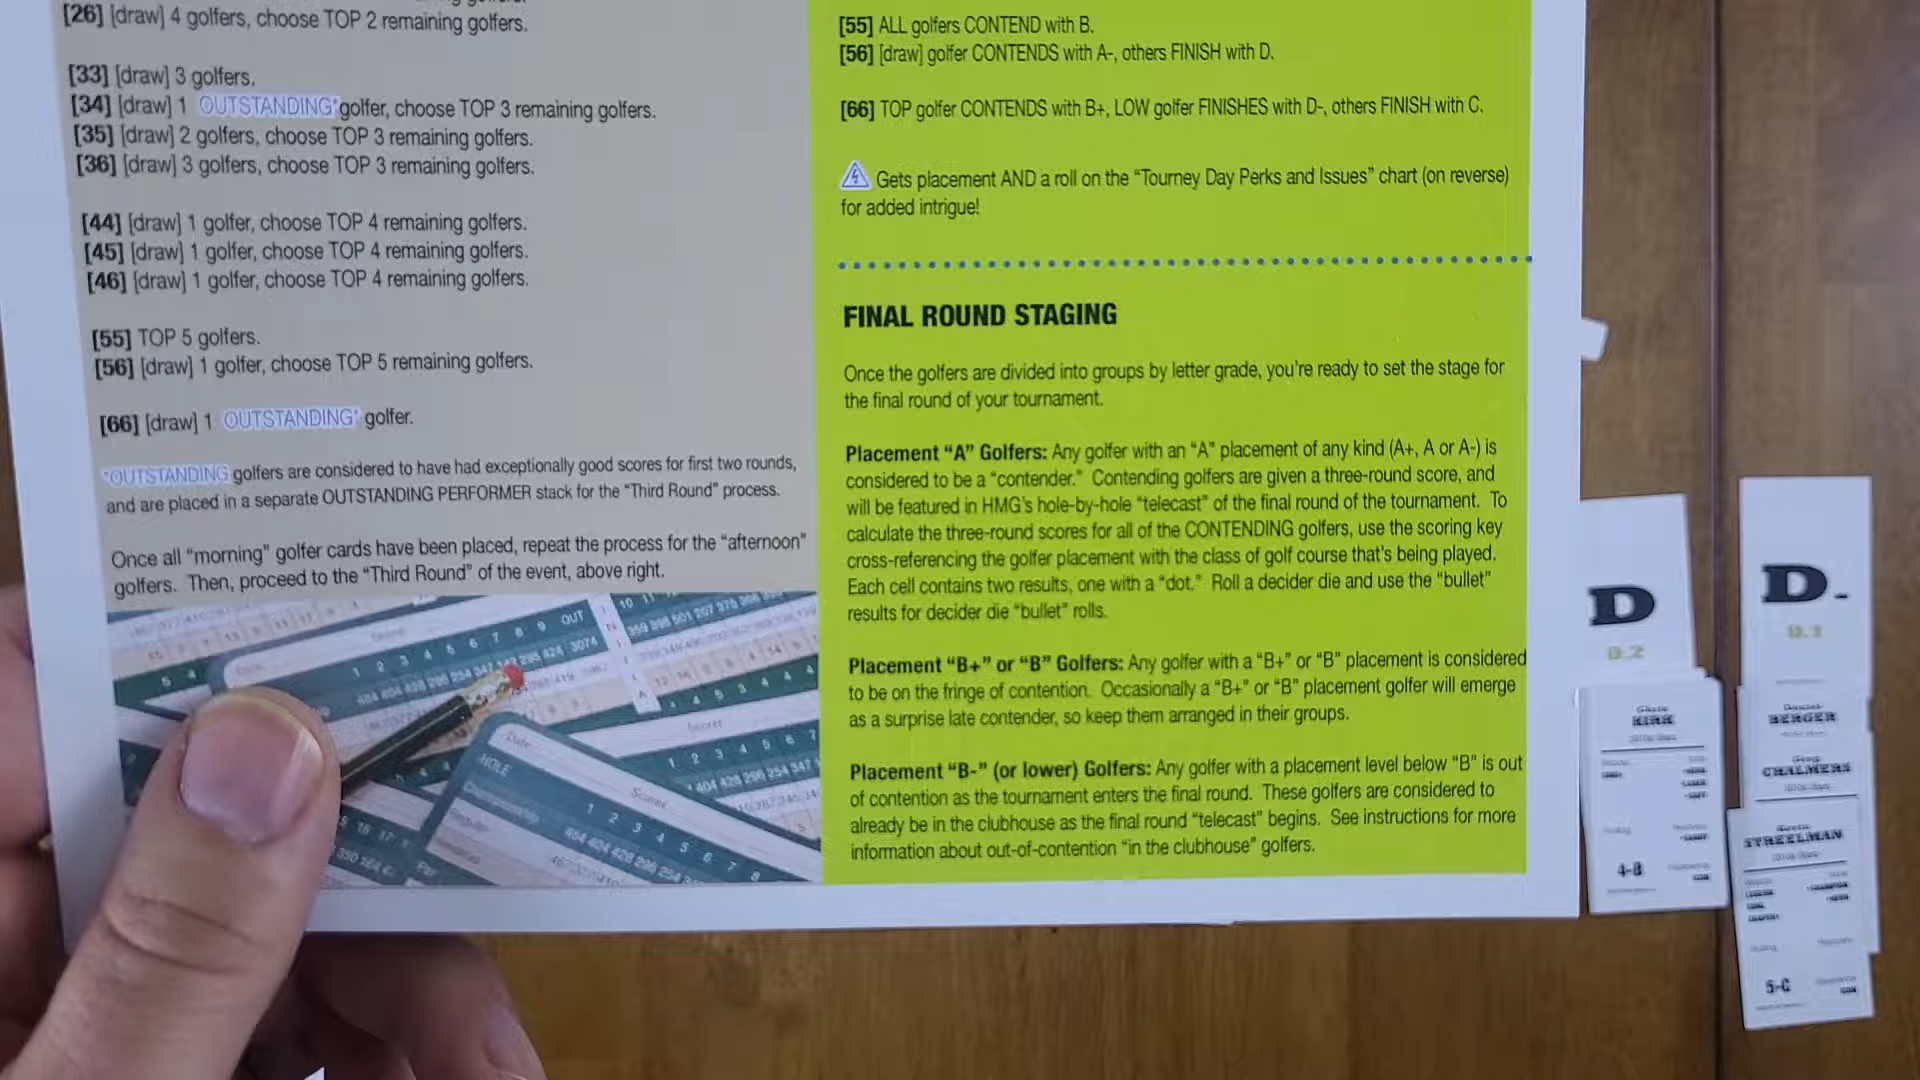 [26] [draw] 4 golfers, choose TOP 2 remaining golfers.
[33] [draw] 3 golfers.
[34] [draw] 1 OUTSTANDING* golfer, choose TOP 3 remaining golfers.
[35] [draw] 2 golfers, choose TOP 3 remaining golfers.
[36] [draw] 3 golfers, choose TOP 3 remaining golfers.
[44] [draw] 1 golfer, choose TOP 4 remaining golfers.
[45] [draw] 1 golfer, choose TOP 4 remaining golfers.
[46] [draw] 1 golfer, choose TOP 4 remaining golfers.
[55] TOP 5 golfers.
[56] [draw] 1 golfer, choose TOP 5 remaining golfers.
[66] [draw] 1 OUTSTANDING* golfer.
*OUTSTANDING golfers are considered to have had exceptionally good scores for first two rounds,
and are placed in a separate OUTSTANDING PERFORMER stack for the “Third Round” process.
Once all “morning” golfer cards have been placed, repeat the process for the “afternoon”
golfers. Then, proceed to the “Third Round” of the event, above right.
[55] ALL golfers CONTEND with B.
[56] [draw] golfer CONTENDS with A-, others FINISH with D.
[66] TOP golfer CONTENDS with B+, LOW golfer FINISHES with D-, others FINISH with C.
Gets placement AND a roll on the “Tourney Day Perks and Issues” chart (on reverse)
for added intrigue!
FINAL ROUND STAGING
Once the golfers are divided into groups by letter grade, you’re ready to set the stage for
the final round of your tournament.
Placement “A” Golfers: Any golfer with an “A” placement of any kind (A+, A or A-) is
considered to be a “contender.” Contending golfers are given a three-round score, and
will be featured in HMG’s hole-by-hole “telecast” of the final round of the tournament. To
calculate the three-round scores for all of the CONTENDING golfers, use the scoring key
cross-referencing the golfer placement with the class of golf course that’s being played.
Each cell contains two results, one with a “dot.” Roll a decider die and use the “bullet”
results for decider die “bullet” rolls.
Placement “B+” or “B” Golfers: Any golfer with a “B+” or “B” placement is considered
to be on the fringe of contention. Occasionally a “B+” or “B” placement golfer will emerge
as a surprise late contender, so keep them arranged in their groups.
Placement “B-” (or lower) Golfers: Any golfer with a placement level below “B” is out
of contention as the tournament enters the final round. These golfers are considered to
already be in the clubhouse as the final round “telecast” begins. See instructions for more
information about out-of-contention “in the clubhouse” golfers.
D
D-
KIRK
4-8
BERGER
CHALMERS
STREELMAN
5-C
HOLE
Date
1 2 3 4 5 6 7 8 9 OUT